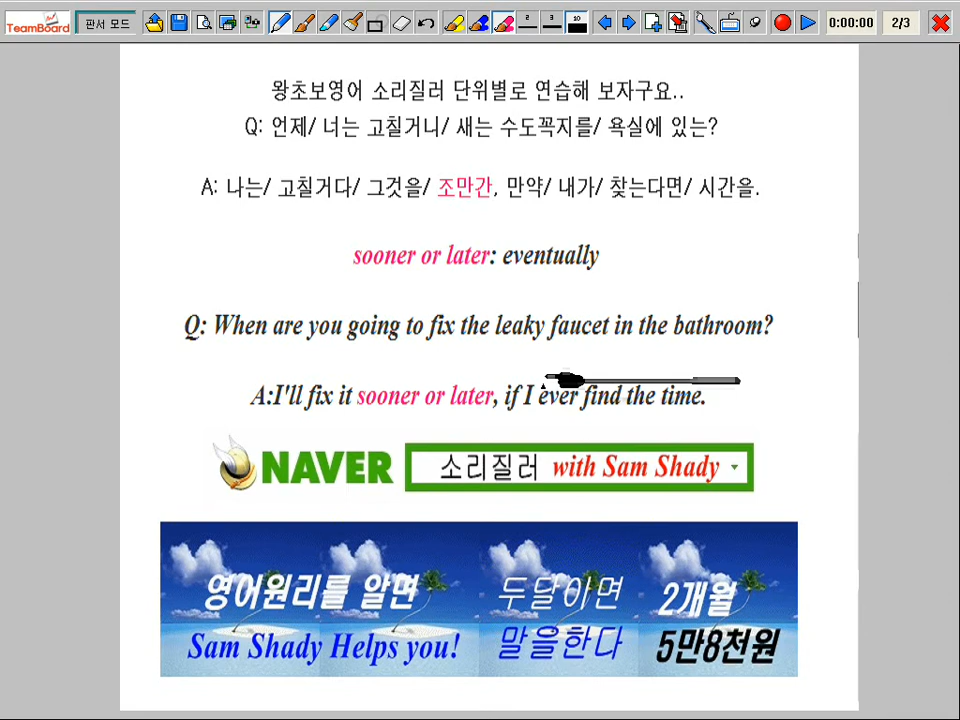 TeamBoard 판서 모드 2 3 10 0:00:00 2/3
왕초보영어 소리질러 단위별로 연습해 보자구요..
Q: 언제/ 너는 고칠거니/ 새는 수도꼭지를/ 욕실에 있는?
A: 나는/ 고칠거다/ 그것을/ 조만간, 만약/ 내가/ 찾는다면/ 시간을.
sooner or later: eventually
Q: When are you going to fix the leaky faucet in the bathroom?
A:I'll fix it sooner or later, if I ever find the time.
NAVER 소리질러 with Sam Shady
영어원리를 알면 두달이면 2개월
Sam Shady Helps you! 말을한다 5만8천원